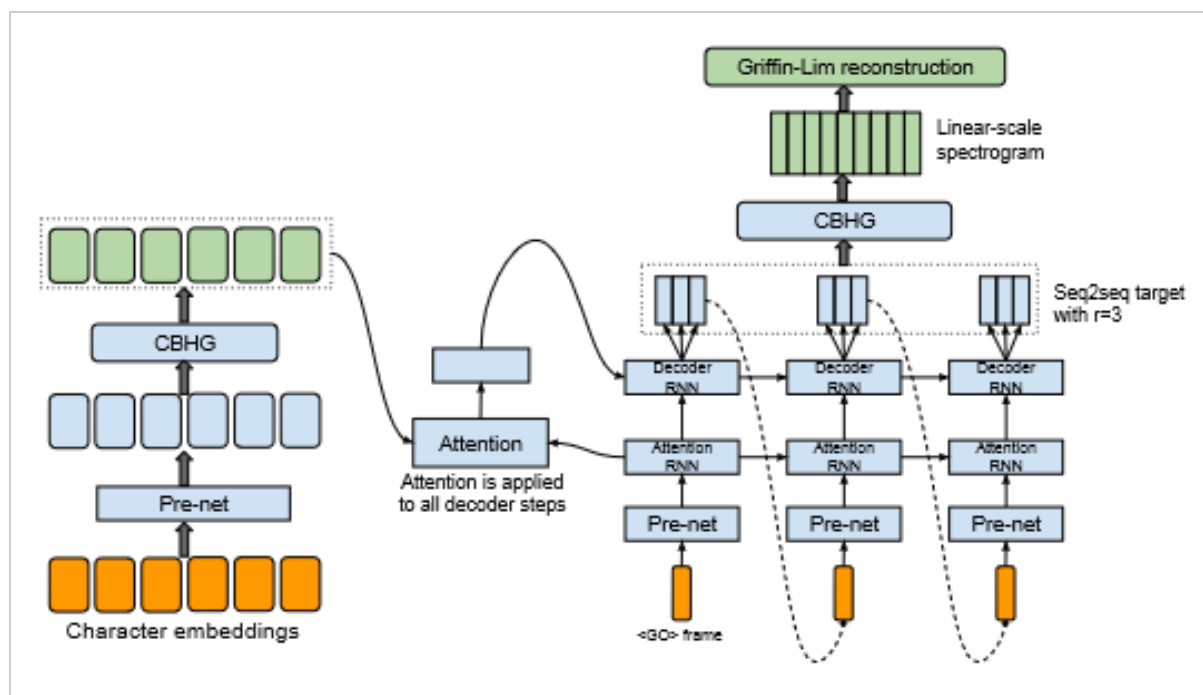 Griffin-Lim reconstruction
Linear-scale
spectrogram
CBHG
Seq2seq target
with r=3
CBHG
Decoder
RNN
Decoder
RNN
Decoder
RNN
Attention
Attention is applied
to all decoder steps
Attention
RNN
Attention
RNN
Attention
RNN
Pre-net
Pre-net
Pre-net
Pre-net
<GO> frame
Character embeddings